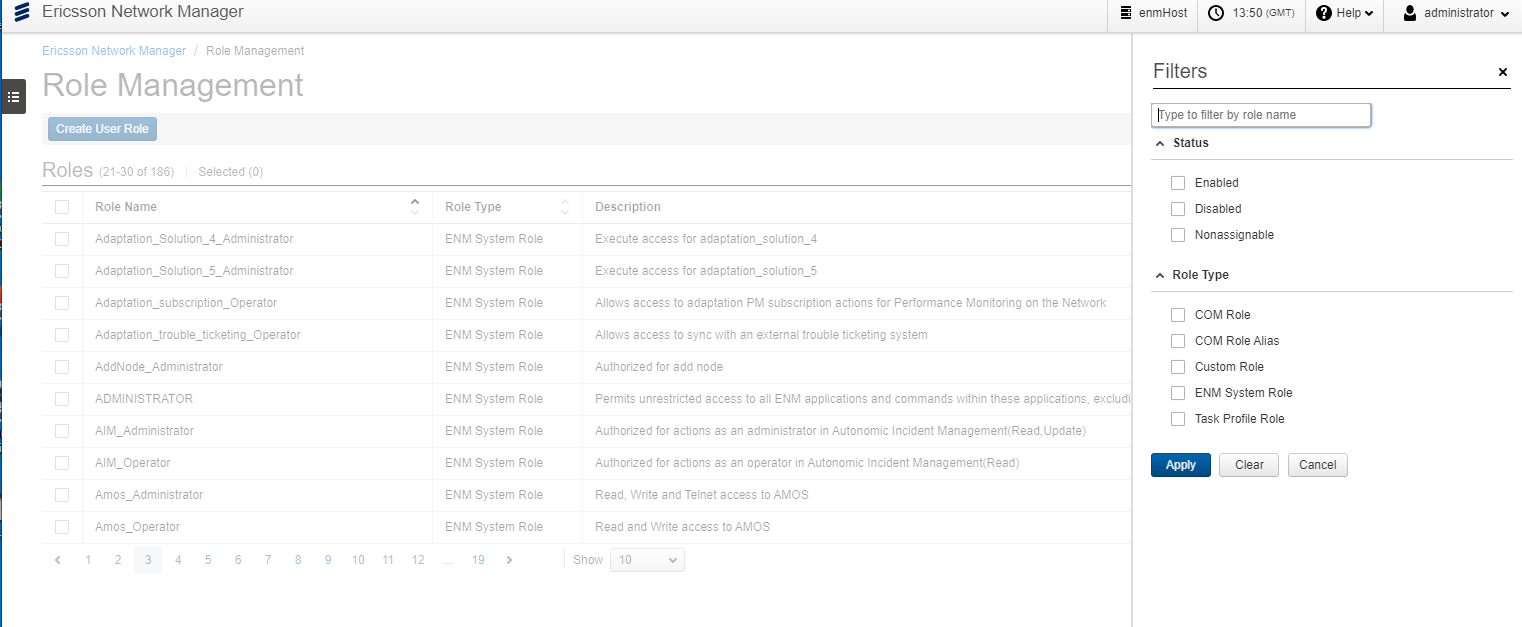 Ericsson Network Manager
enmHost
13:50 (GMT)
Help
administrator
Ericsson Network Manager / Role Management
Role Management
Create User Role
Roles (21-30 of 186) Selected (0)
Role Name Role Type Description
Adaptation_Solution_4_Administrator ENM System Role Execute access for adaptation_solution_4
Adaptation_Solution_5_Administrator ENM System Role Execute access for adaptation_solution_5
Adaptation_subscription_Operator ENM System Role Allows access to adaptation PM subscription actions for Performance Monitoring on the Network
Adaptation_trouble_ticketing_Operator ENM System Role Allows access to sync with an external trouble ticketing system
AddNode_Administrator ENM System Role Authorized for add node
ADMINISTRATOR ENM System Role Permits unrestricted access to all ENM applications and commands within these applications, excludi
AIM_Administrator ENM System Role Authorized for actions as an administrator in Autonomic Incident Management(Read,Update)
AIM_Operator ENM System Role Authorized for actions as an operator in Autonomic Incident Management(Read)
Amos_Administrator ENM System Role Read, Write and Telnet access to AMOS
Amos_Operator ENM System Role Read and Write access to AMOS
1 2 3 4 5 6 7 8 9 10 11 12 ... 19 Show 10
Filters
Type to filter by role name
Status
Enabled
Disabled
Nonassignable
Role Type
COM Role
COM Role Alias
Custom Role
ENM System Role
Task Profile Role
Apply Clear Cancel